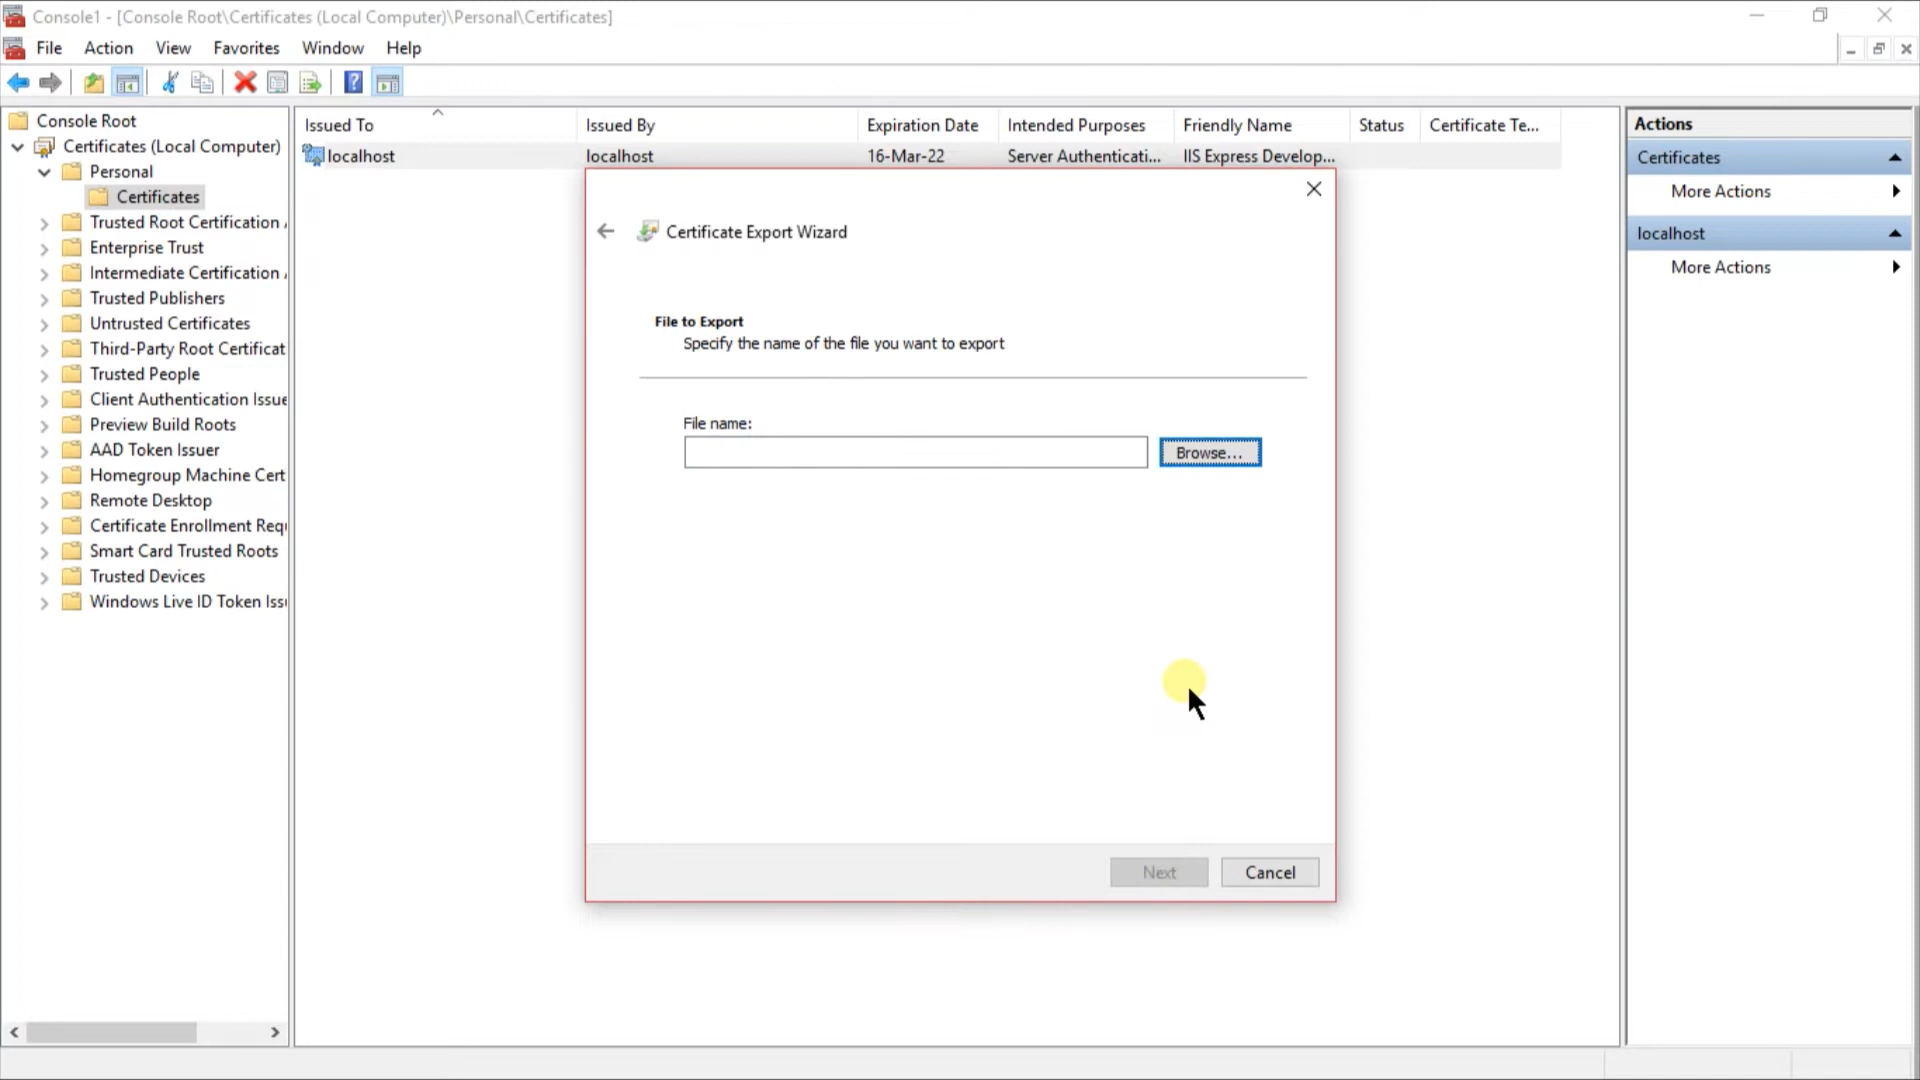 Console1 - [Console Root\Certificates (Local Computer)\Personal\Certificates]
File Action View Favorites Window Help
Console Root
Certificates (Local Computer)
Personal
Certificates
Trusted Root Certification
Enterprise Trust
Intermediate Certification
Trusted Publishers
Untrusted Certificates
Third-Party Root Certificat
Trusted People
Client Authentication Issue
Preview Build Roots
AAD Token Issuer
Homegroup Machine Cert
Remote Desktop
Certificate Enrollment Requ
Smart Card Trusted Roots
Trusted Devices
Windows Live ID Token Issu
Issued To Issued By Expiration Date Intended Purposes Friendly Name Status Certificate Te...
localhost localhost 16-Mar-22 Server Authenticati... IIS Express Develop...
Certificate Export Wizard
File to Export
Specify the name of the file you want to export
File name:
Browse...
Next Cancel
Actions
Certificates
More Actions
localhost
More Actions